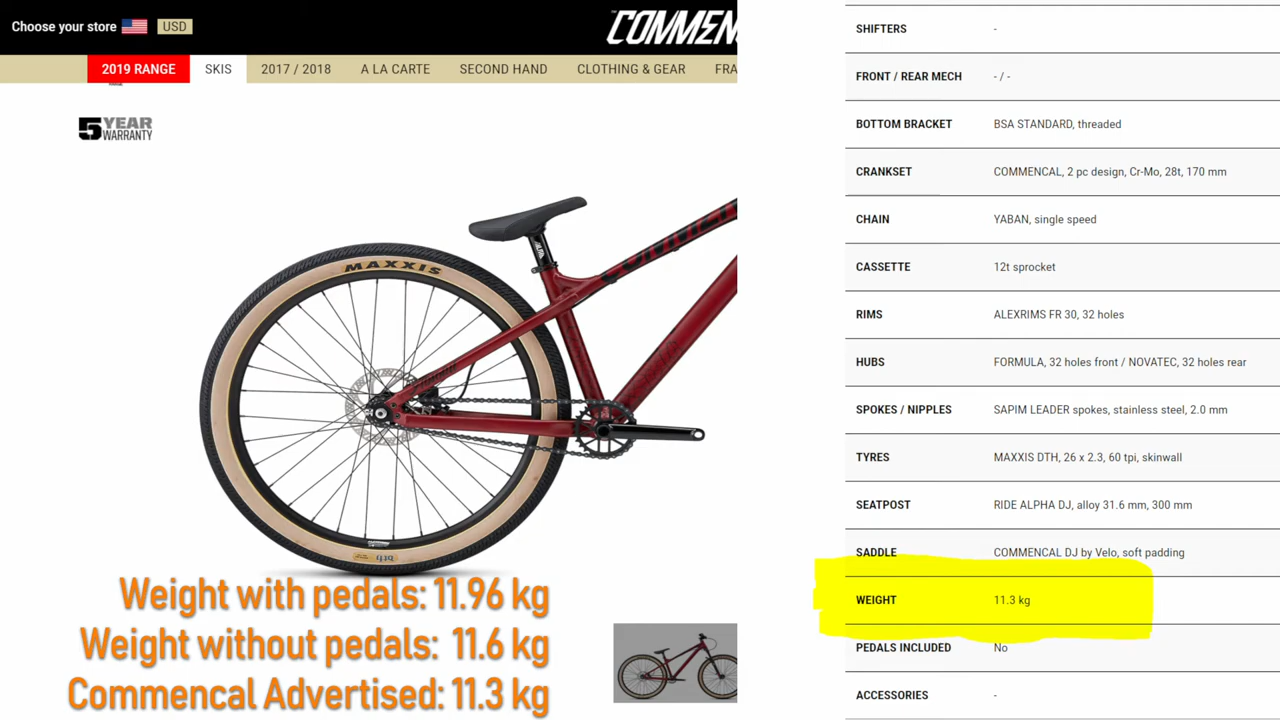 Choose your store
USD
COMMEN
2019 RANGE
SKIS
2017 / 2018
A LA CARTE
SECOND HAND
CLOTHING & GEAR
FRA
5 YEAR
WARRANTY
MAXXIS
Weight with pedals: 11.96 kg
Weight without pedals: 11.6 kg
Commencal Advertised: 11.3 kg
SHIFTERS -
FRONT / REAR MECH - / -
BOTTOM BRACKET BSA STANDARD, threaded
CRANKSET COMMENCAL, 2 pc design, Cr-Mo, 28t, 170 mm
CHAIN YABAN, single speed
CASSETTE 12t sprocket
RIMS ALEXRIMS FR 30, 32 holes
HUBS FORMULA, 32 holes front / NOVATEC, 32 holes rear
SPOKES / NIPPLES SAPIM LEADER spokes, stainless steel, 2.0 mm
TYRES MAXXIS DTH, 26 x 2.3, 60 tpi, skinwall
SEATPOST RIDE ALPHA DJ, alloy 31.6 mm, 300 mm
SADDLE COMMENCAL DJ by Velo, soft padding
WEIGHT 11.3 kg
PEDALS INCLUDED No
ACCESSORIES -